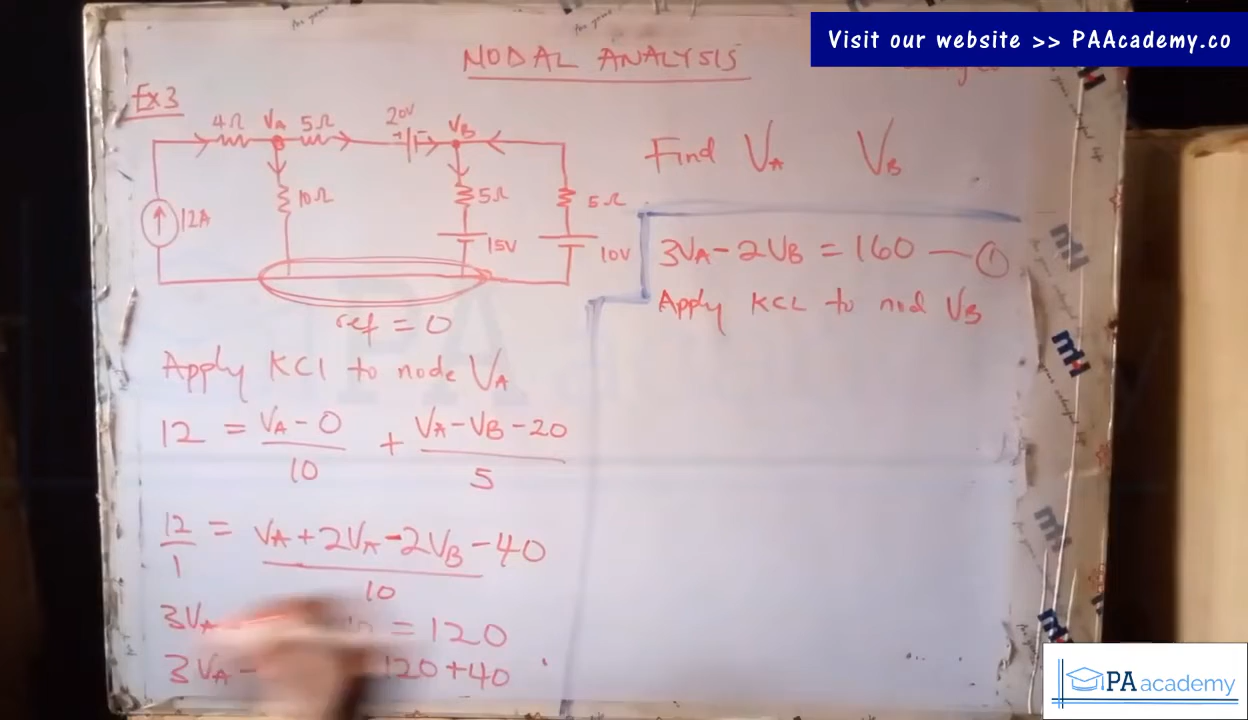 Visit our website >> PAAcademy.co
NODAL ANALYSIS
Ex3
4Ω VA 5Ω 20V VB
+
10Ω 5Ω 5Ω
12A 15V 10V
ref = 0
Find VA VB
Apply KCl to node VA
12 = VA - 0 / 10 + VA - VB - 20 / 5
12 / 1 = VA + 2VA - 2VB - 40 / 10
3VA = 120
3VA - 120 + 40
3VA - 2VB = 160 — ①
Apply KCL to nod VB
PA academy